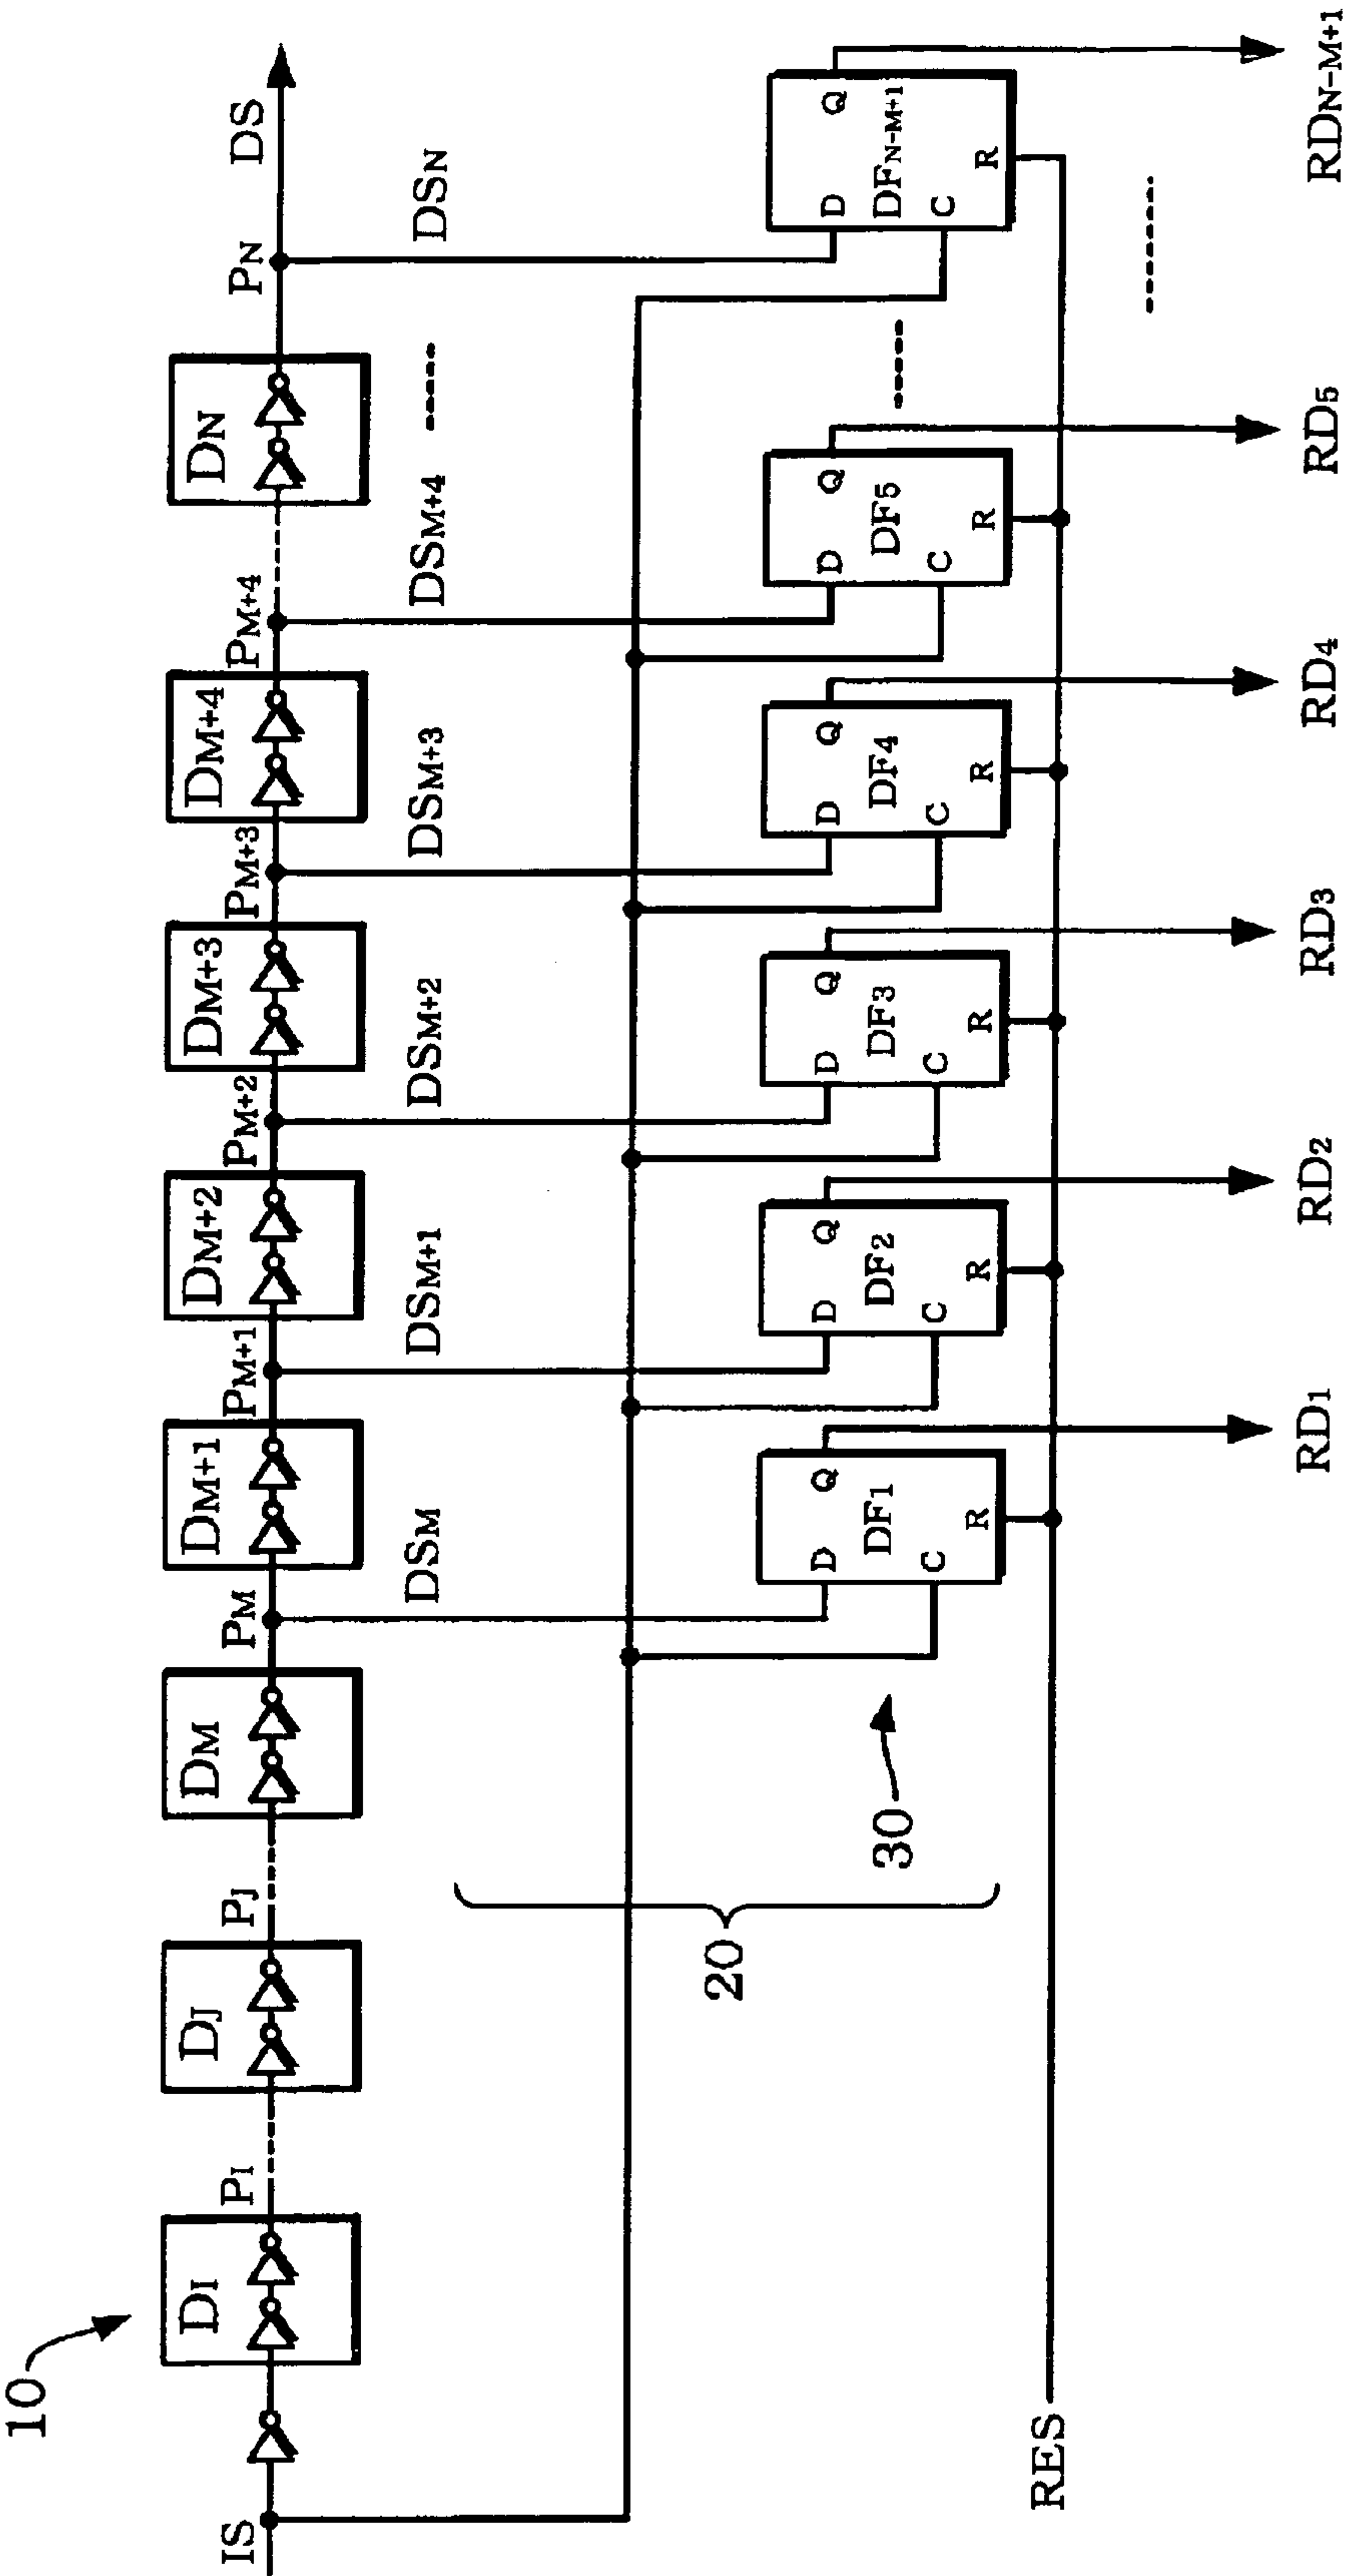 10
IS
DI
PI
DJ
PJ
DM
PM
DM+1
PM+1
DM+2
PM+2
DM+3
PM+3
DM+4
PM+4
DN
PN
DS
DSM
DSM+1
DSM+2
DSM+3
DSM+4
-----
DSN
20
30
D
Q
DF1
C
R
D
Q
DF2
C
R
D
Q
DF3
C
R
D
Q
DF4
C
R
D
Q
DF5
C
R
-----
D
Q
DFN-M+1
C
R
RES
RD1
RD2
RD3
RD4
RD5
RDN-M+1